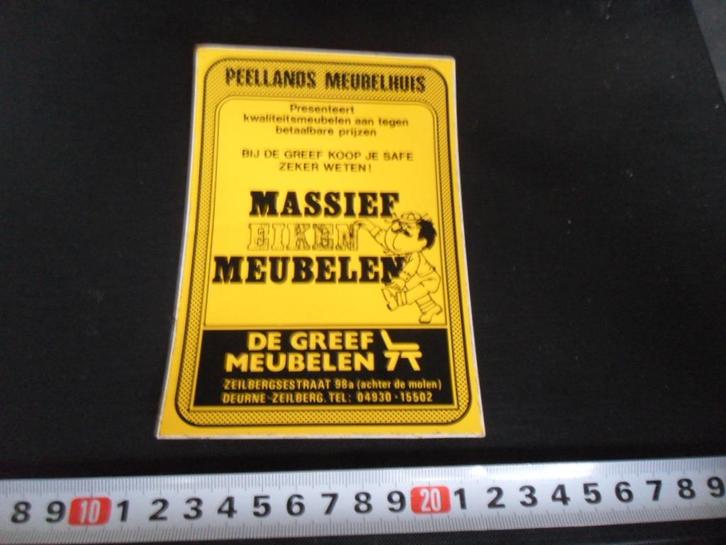 PEELLANDS MEUBELHUIS
Presenteert
kwaliteitsmeubelen aan tegen
betaalbare prijzen
BIJ DE GREEF KOOP JE SAFE
ZEKER WETEN!
MASSIEF
EIKEN
MEUBELEN
DE GREEF
MEUBELEN
ZEILBERGSESTRAAT 98a (achter de molen)
DEURNE-ZEILBERG. TEL: 04930-15502
8 9 10 1 2 3 4 5 6 7 8 9 20 1 2 3 4 5 6 7 8 9